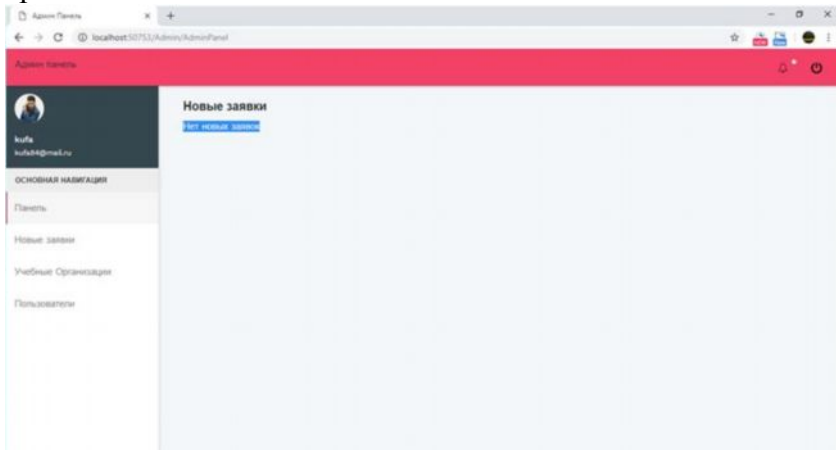 Админ Панель
localhost:50753/Admin/AdminPanel
Админ панель
Новые заявки
Нет новых заявок
kufa
kufa84@mail.ru
ОСНОВНАЯ НАВИГАЦИЯ
Панель
Новые заявки
Учебные Организации
Пользователи